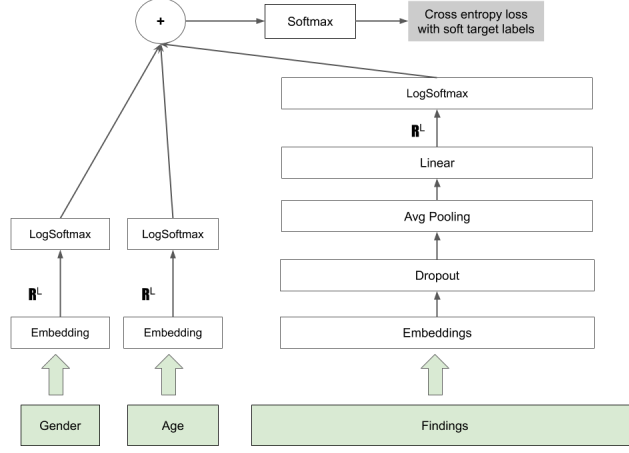 +
Softmax
Cross entropy loss
with soft target labels
LogSoftmax
R^L
Linear
Avg Pooling
LogSoftmax
LogSoftmax
Dropout
R^L
R^L
Embedding
Embedding
Embeddings
Gender
Age
Findings